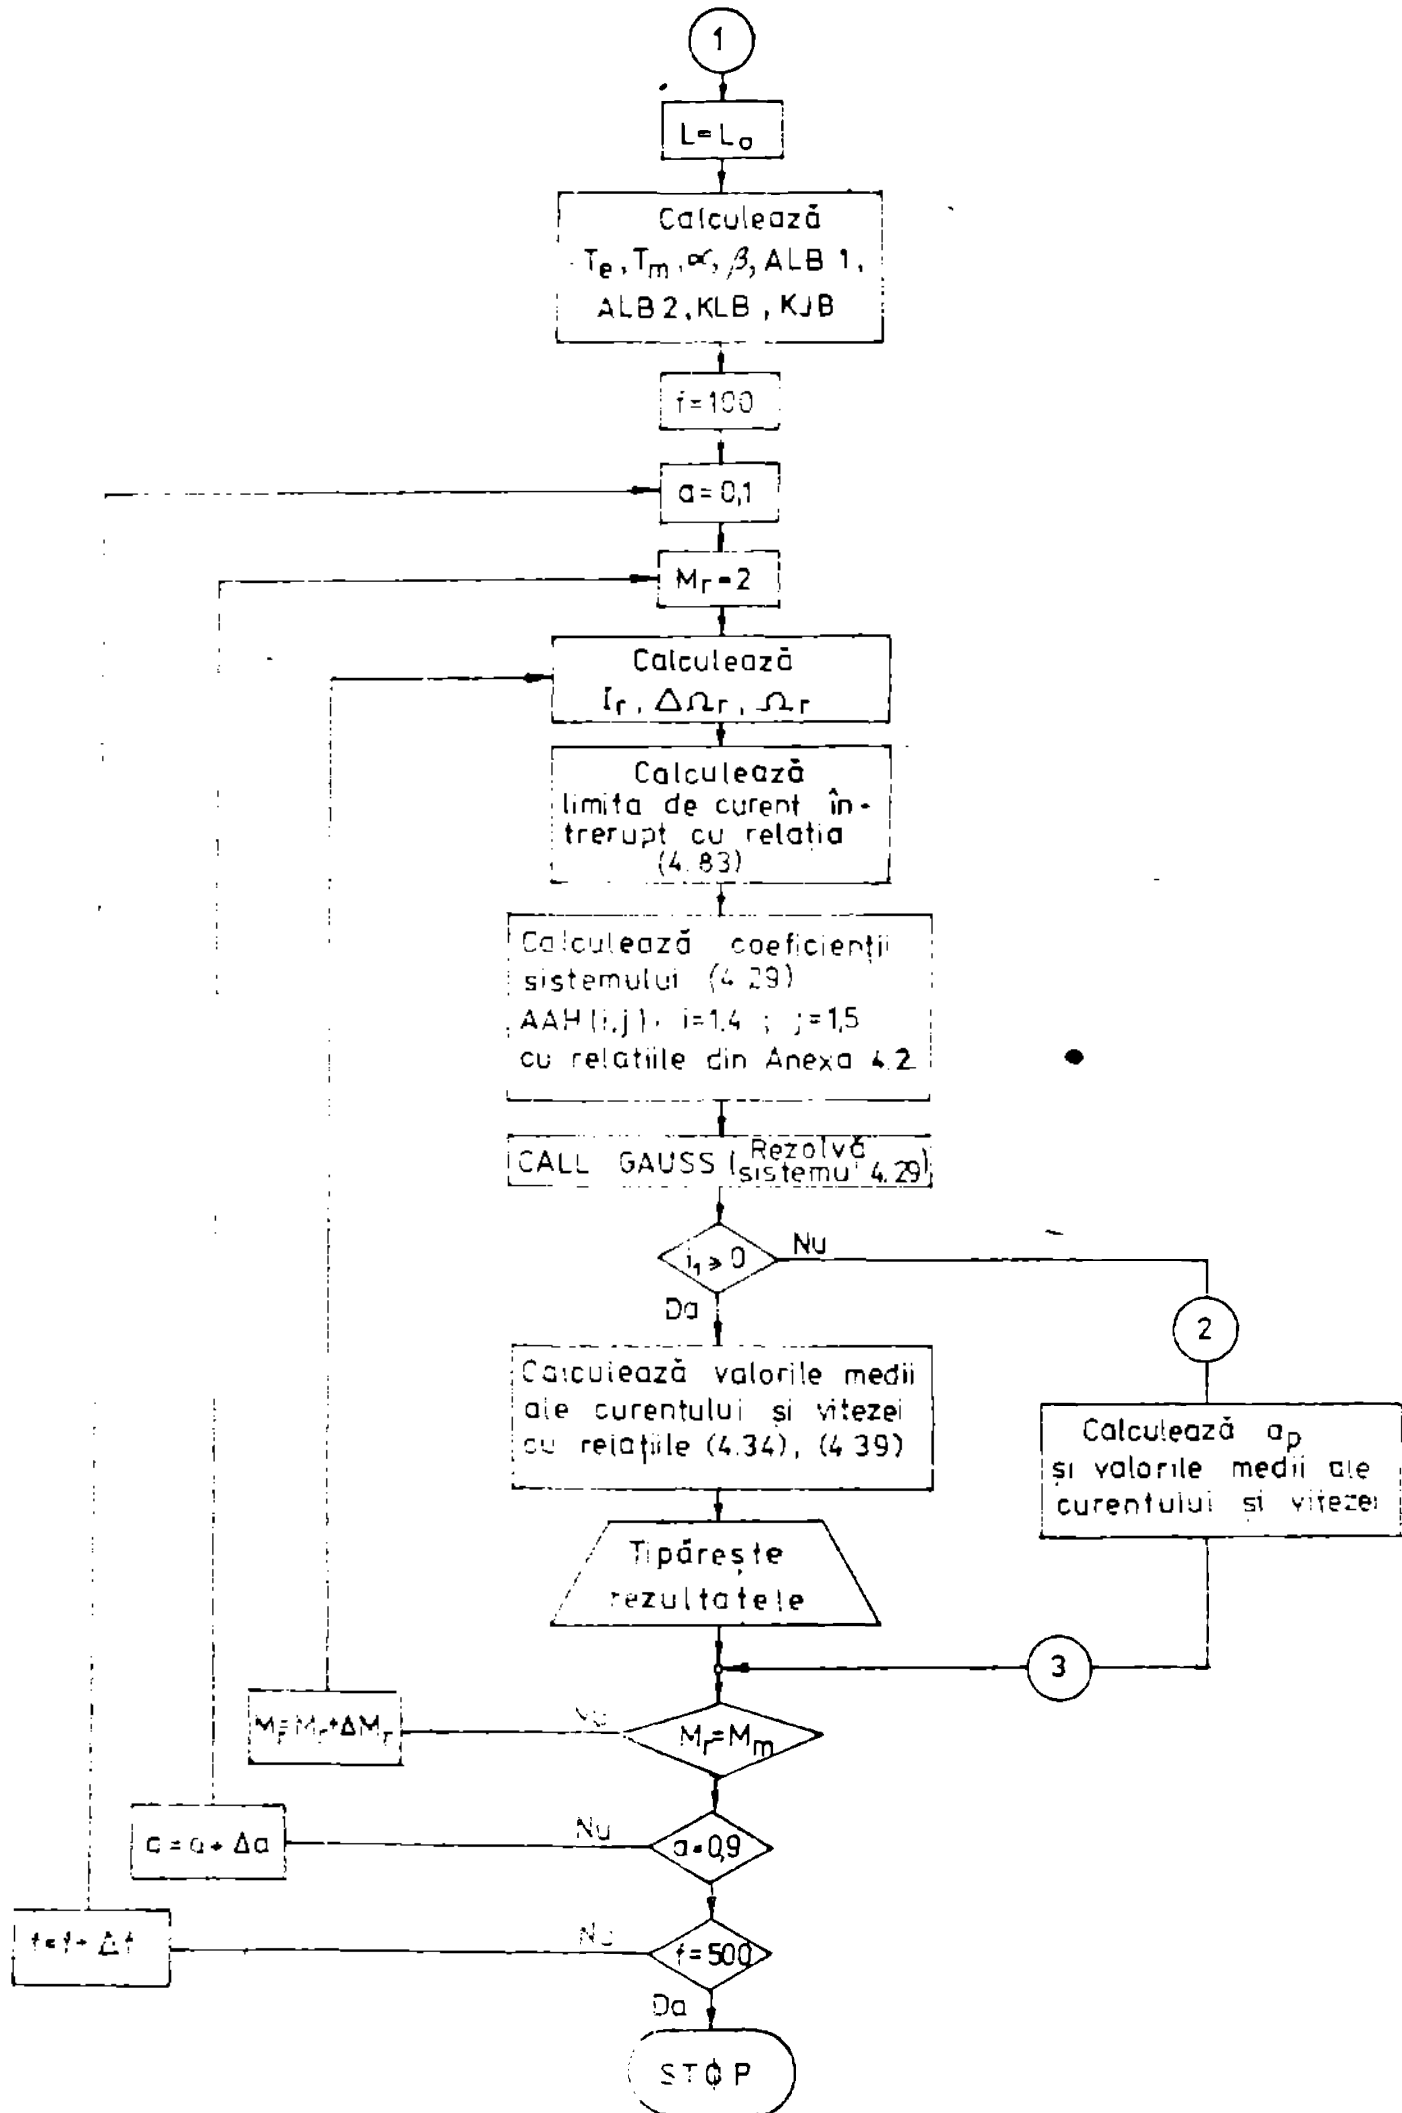 1
L=La
Calculează
Te, Tm, α, β, ALB 1,
ALB 2, KLB, KJB
f=100
a=0,1
Mr=2
Calculează
Ir, ΔΩr, Ωr
Calculează
limita de curent în-
trerupt cu relația
(4.83)
Calculează coeficienții
sistemului (4.29)
AAH(i,j), i=1,4 ; j=1,5
cu relatiile din Anexa 4.2
CALL GAUSS (Rezolvă
sistemul 4.29)
i₁ ⩾ 0
Nu
Da
2
Calculează valorile medii
ale curentului și vitezei
cu relațiile (4.34), (4.39)
Calculează ap
și valorile medii ale
curentului și vitezei
Tipărește
rezultatele
3
Mr=Mr+ΔMr
Nu
Mr=Mm
a=a+Δa
Nu
a=0,9
f=f+Δf
Nu
f=500
Da
STOP